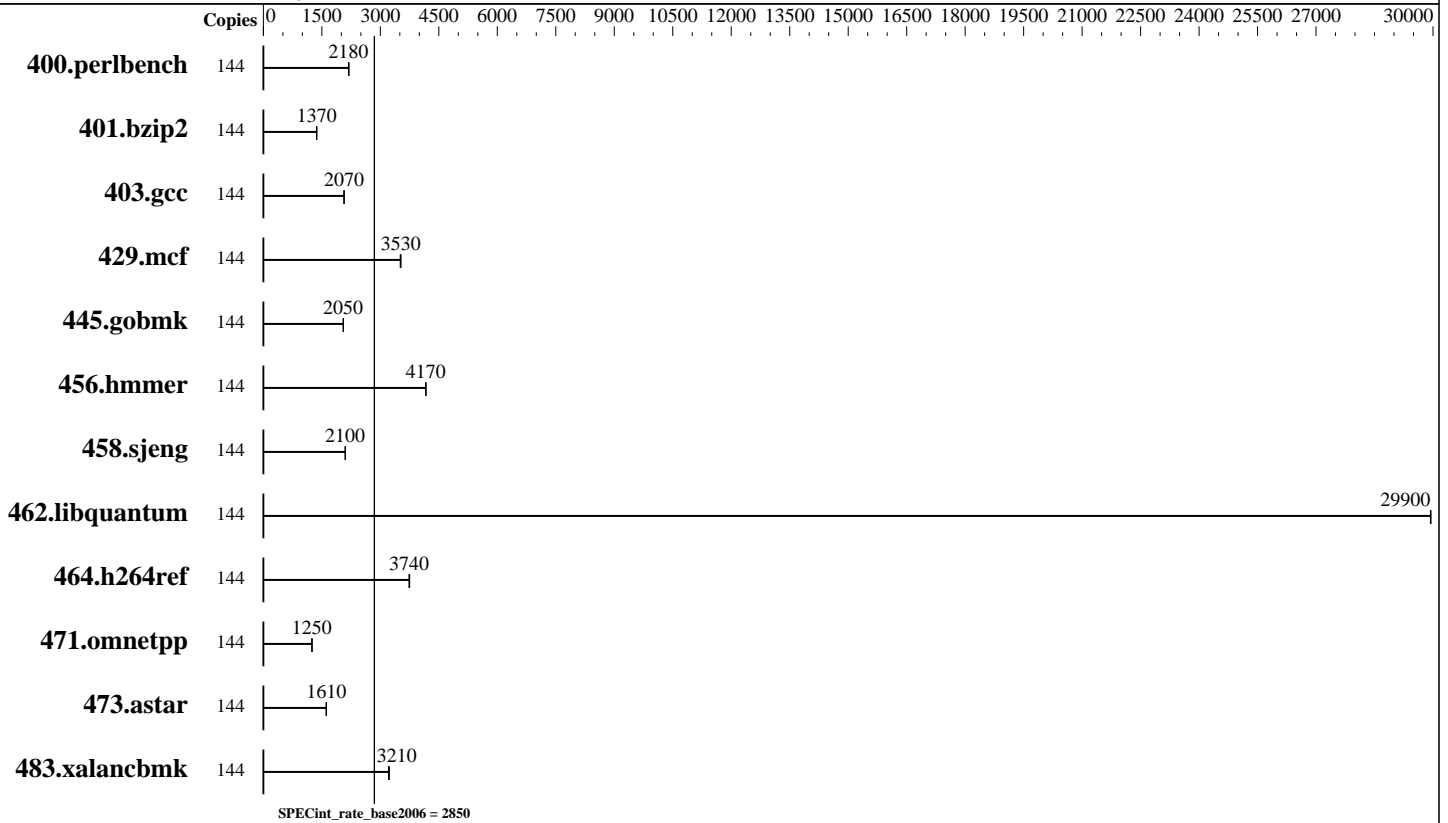 Copies 0 1500 3000 4500 6000 7500 9000 10500 12000 13500 15000 16500 18000 19500 21000 22500 24000 25500 27000 30000
400.perlbench 144 2180
401.bzip2 144 1370
403.gcc 144 2070
429.mcf 144 3530
445.gobmk 144 2050
456.hmmer 144 4170
458.sjeng 144 2100
462.libquantum 144 29900
464.h264ref 144 3740
471.omnetpp 144 1250
473.astar 144 1610
483.xalancbmk 144 3210
SPECint_rate_base2006 = 2850